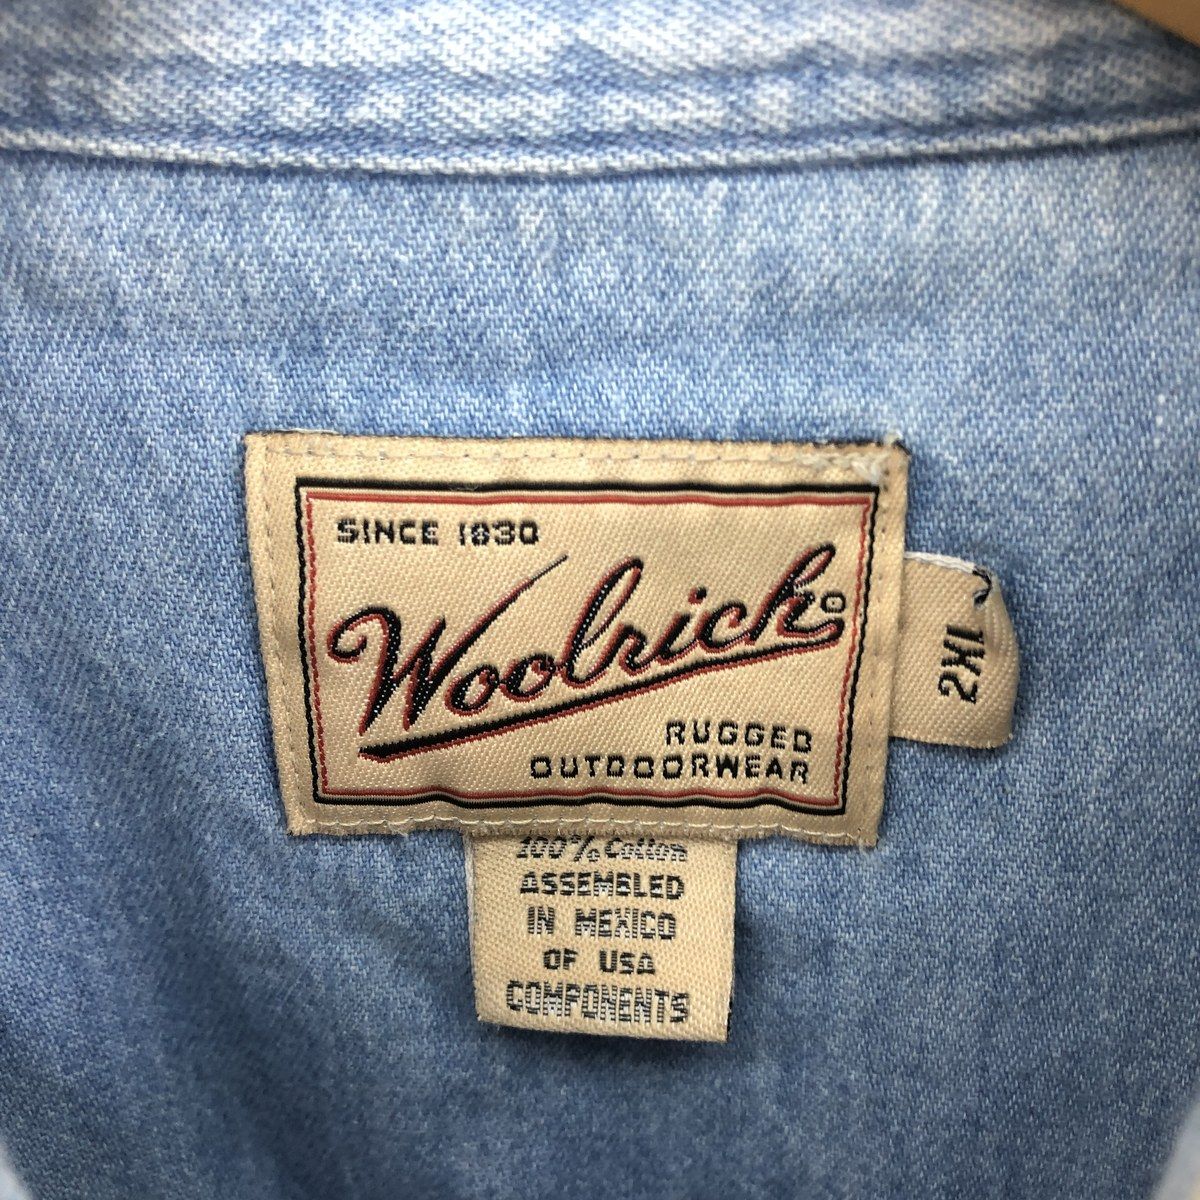 SINCE 1830
Woolrich
®
RUGGED
OUTDOORWEAR
2XL
100% Cotton
ASSEMBLED
IN MEXICO
OF USA
COMPONENTS